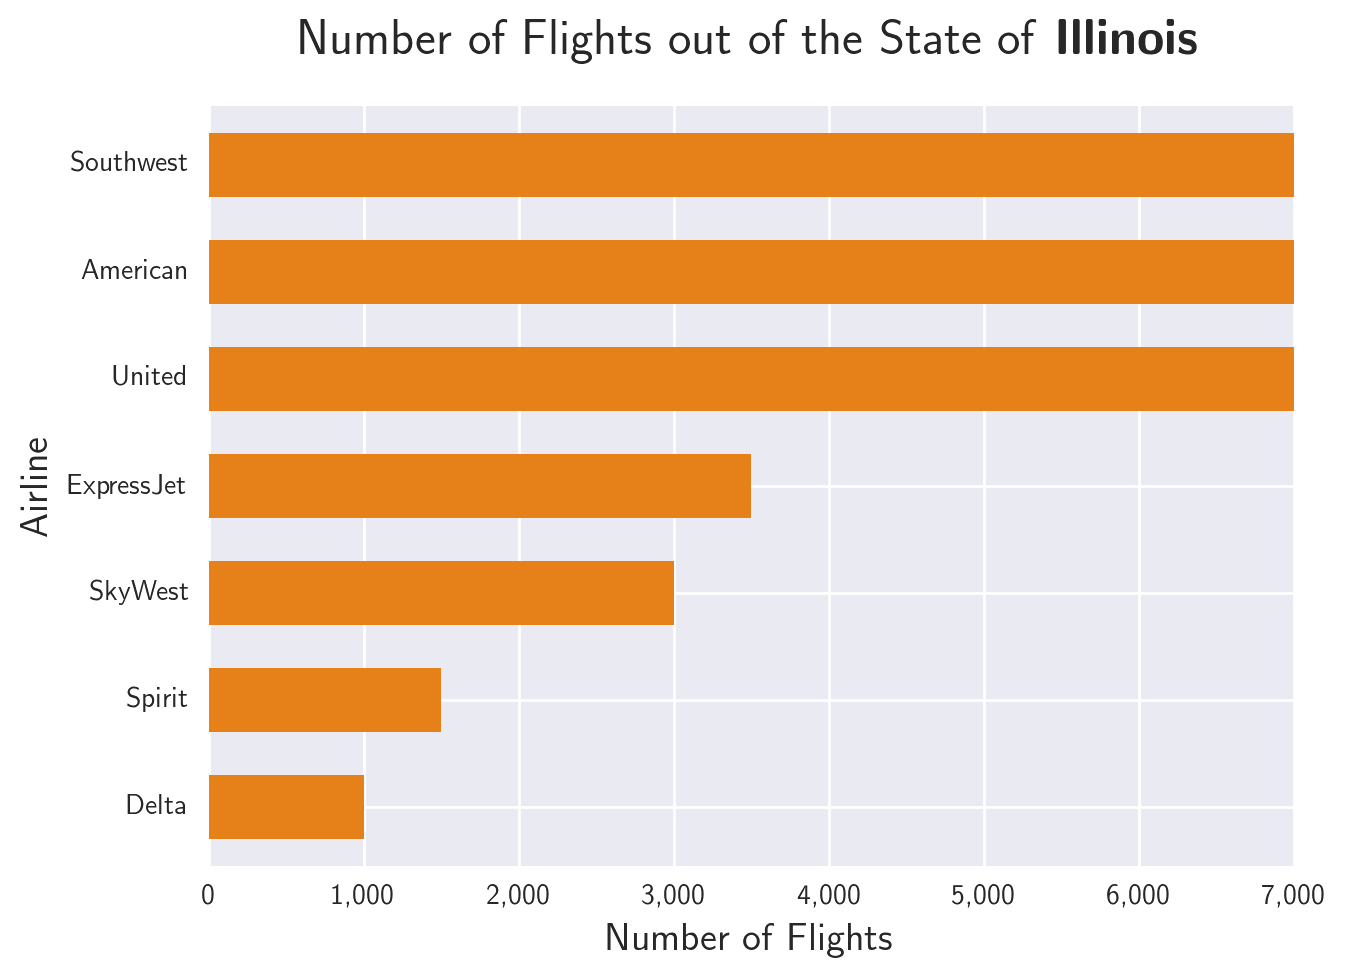 Number of Flights out of the State of Illinois
Southwest
American
United
ExpressJet
SkyWest
Spirit
Delta
Airline
0 1,000 2,000 3,000 4,000 5,000 6,000 7,000
Number of Flights